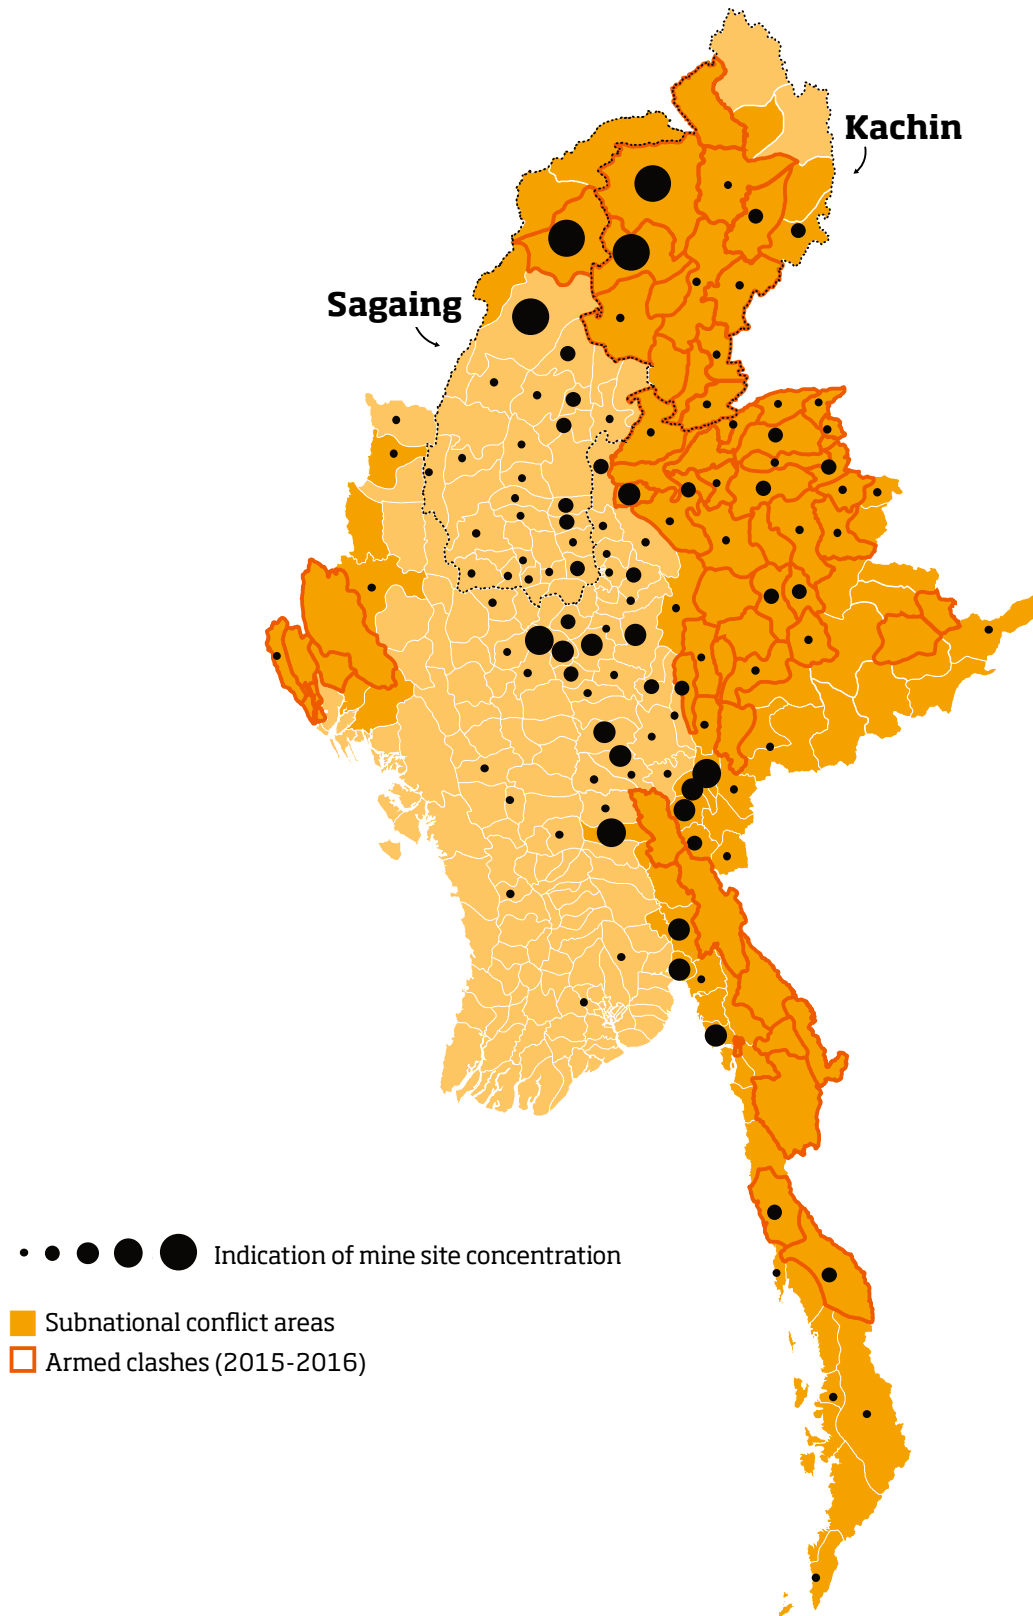 Kachin
Sagaing
Indication of mine site concentration
Subnational conflict areas
Armed clashes (2015-2016)